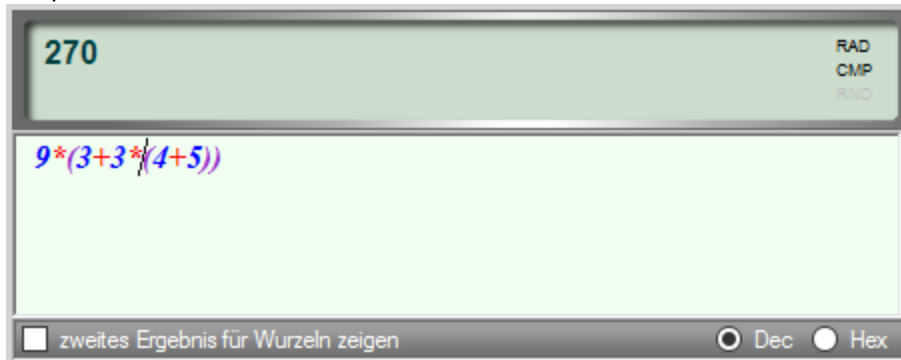 270
RAD
CMP
RND
9*(3+3*(4+5))
zweites Ergebnis für Wurzeln zeigen
Dec Hex